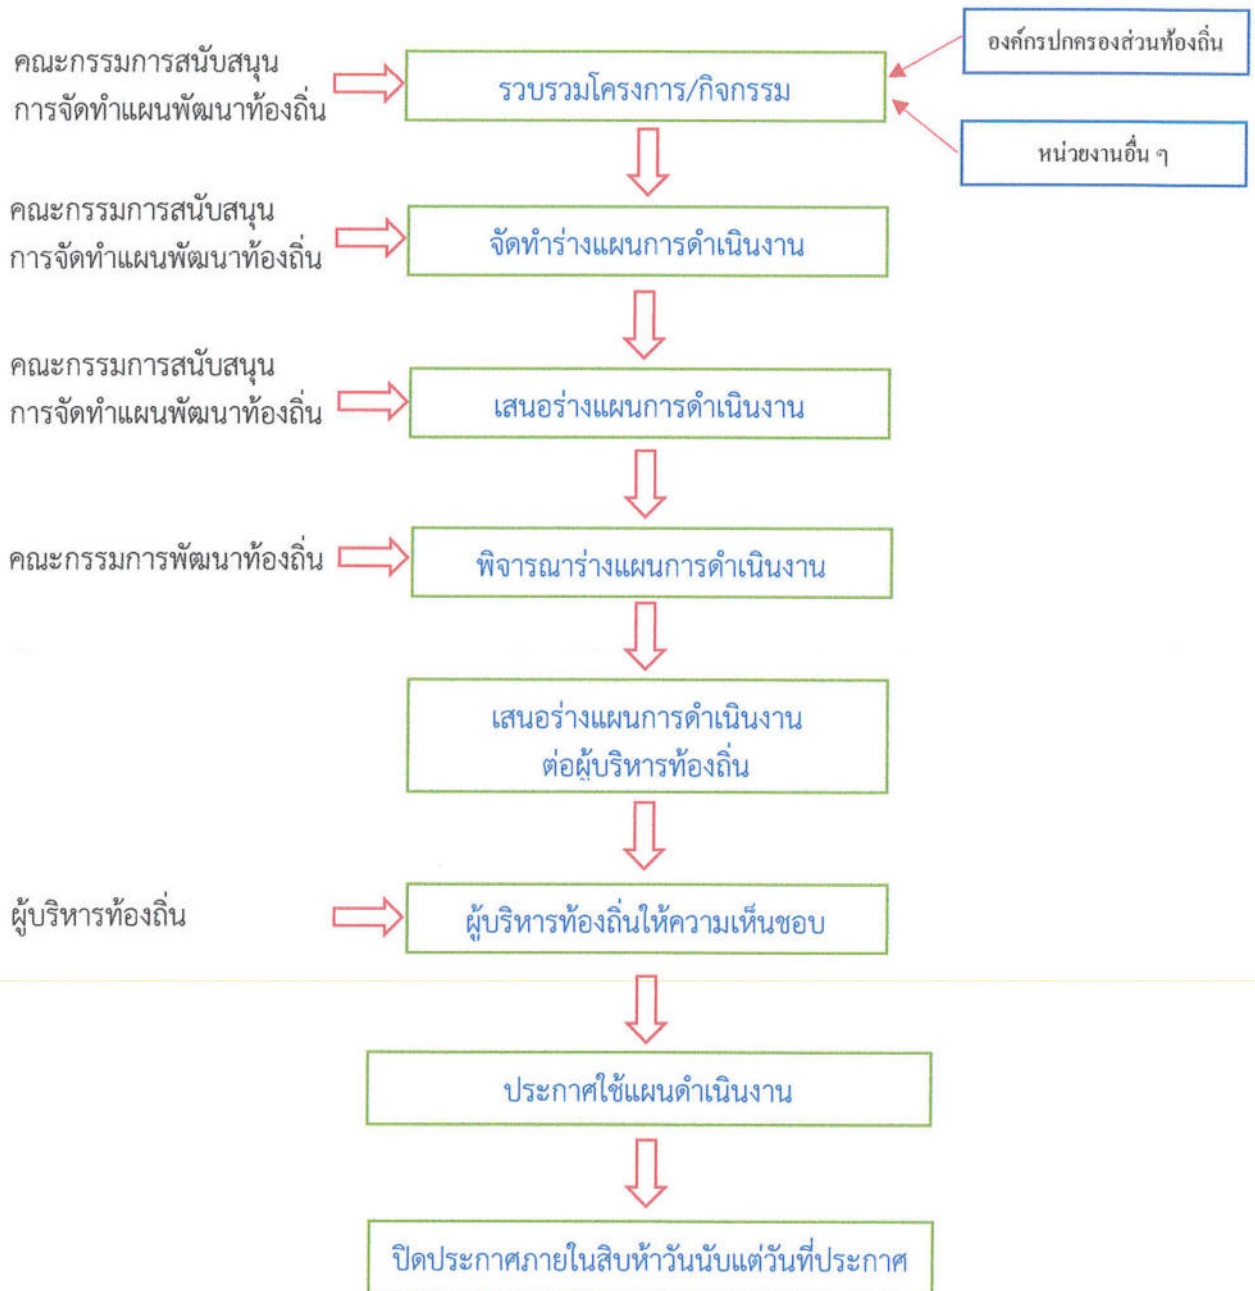 องค์กรปกครองส่วนท้องถิ่น
คณะกรรมการสนับสนุน
การจัดทำแผนพัฒนาท้องถิ่น
รวบรวมโครงการ/กิจกรรม
หน่วยงานอื่น ๆ
คณะกรรมการสนับสนุน
การจัดทำแผนพัฒนาท้องถิ่น
จัดทำร่างแผนการดำเนินงาน
คณะกรรมการสนับสนุน
การจัดทำแผนพัฒนาท้องถิ่น
เสนอร่างแผนการดำเนินงาน
คณะกรรมการพัฒนาท้องถิ่น
พิจารณาร่างแผนการดำเนินงาน
เสนอร่างแผนการดำเนินงาน
ต่อผู้บริหารท้องถิ่น
ผู้บริหารท้องถิ่น
ผู้บริหารท้องถิ่นให้ความเห็นชอบ
ประกาศใช้แผนดำเนินงาน
ปิดประกาศภายในสิบห้าวันนับแต่วันที่ประกาศ